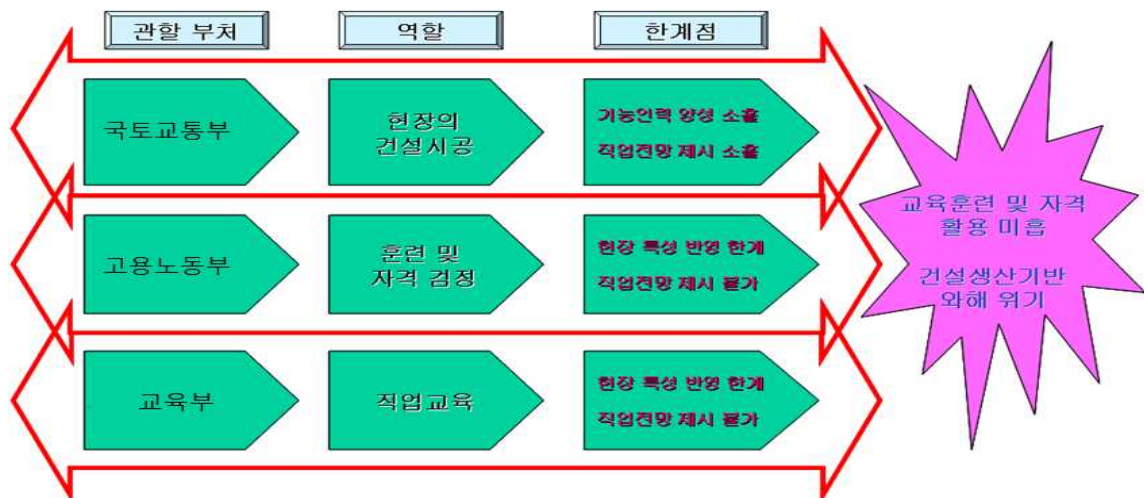 관할 부처
역할
한계점
국토교통부
현장의
건설시공
기능인력 양성 소홀
직업전망 제시 소홀
고용노동부
훈련 및
자격 검정
현장 특성 반영 한계
직업전망 제시 불가
교육부
직업교육
현장 특성 반영 한계
직업전망 제시 불가
교육훈련 및 자격
활용 미흡
건설생산기반
와해 위기